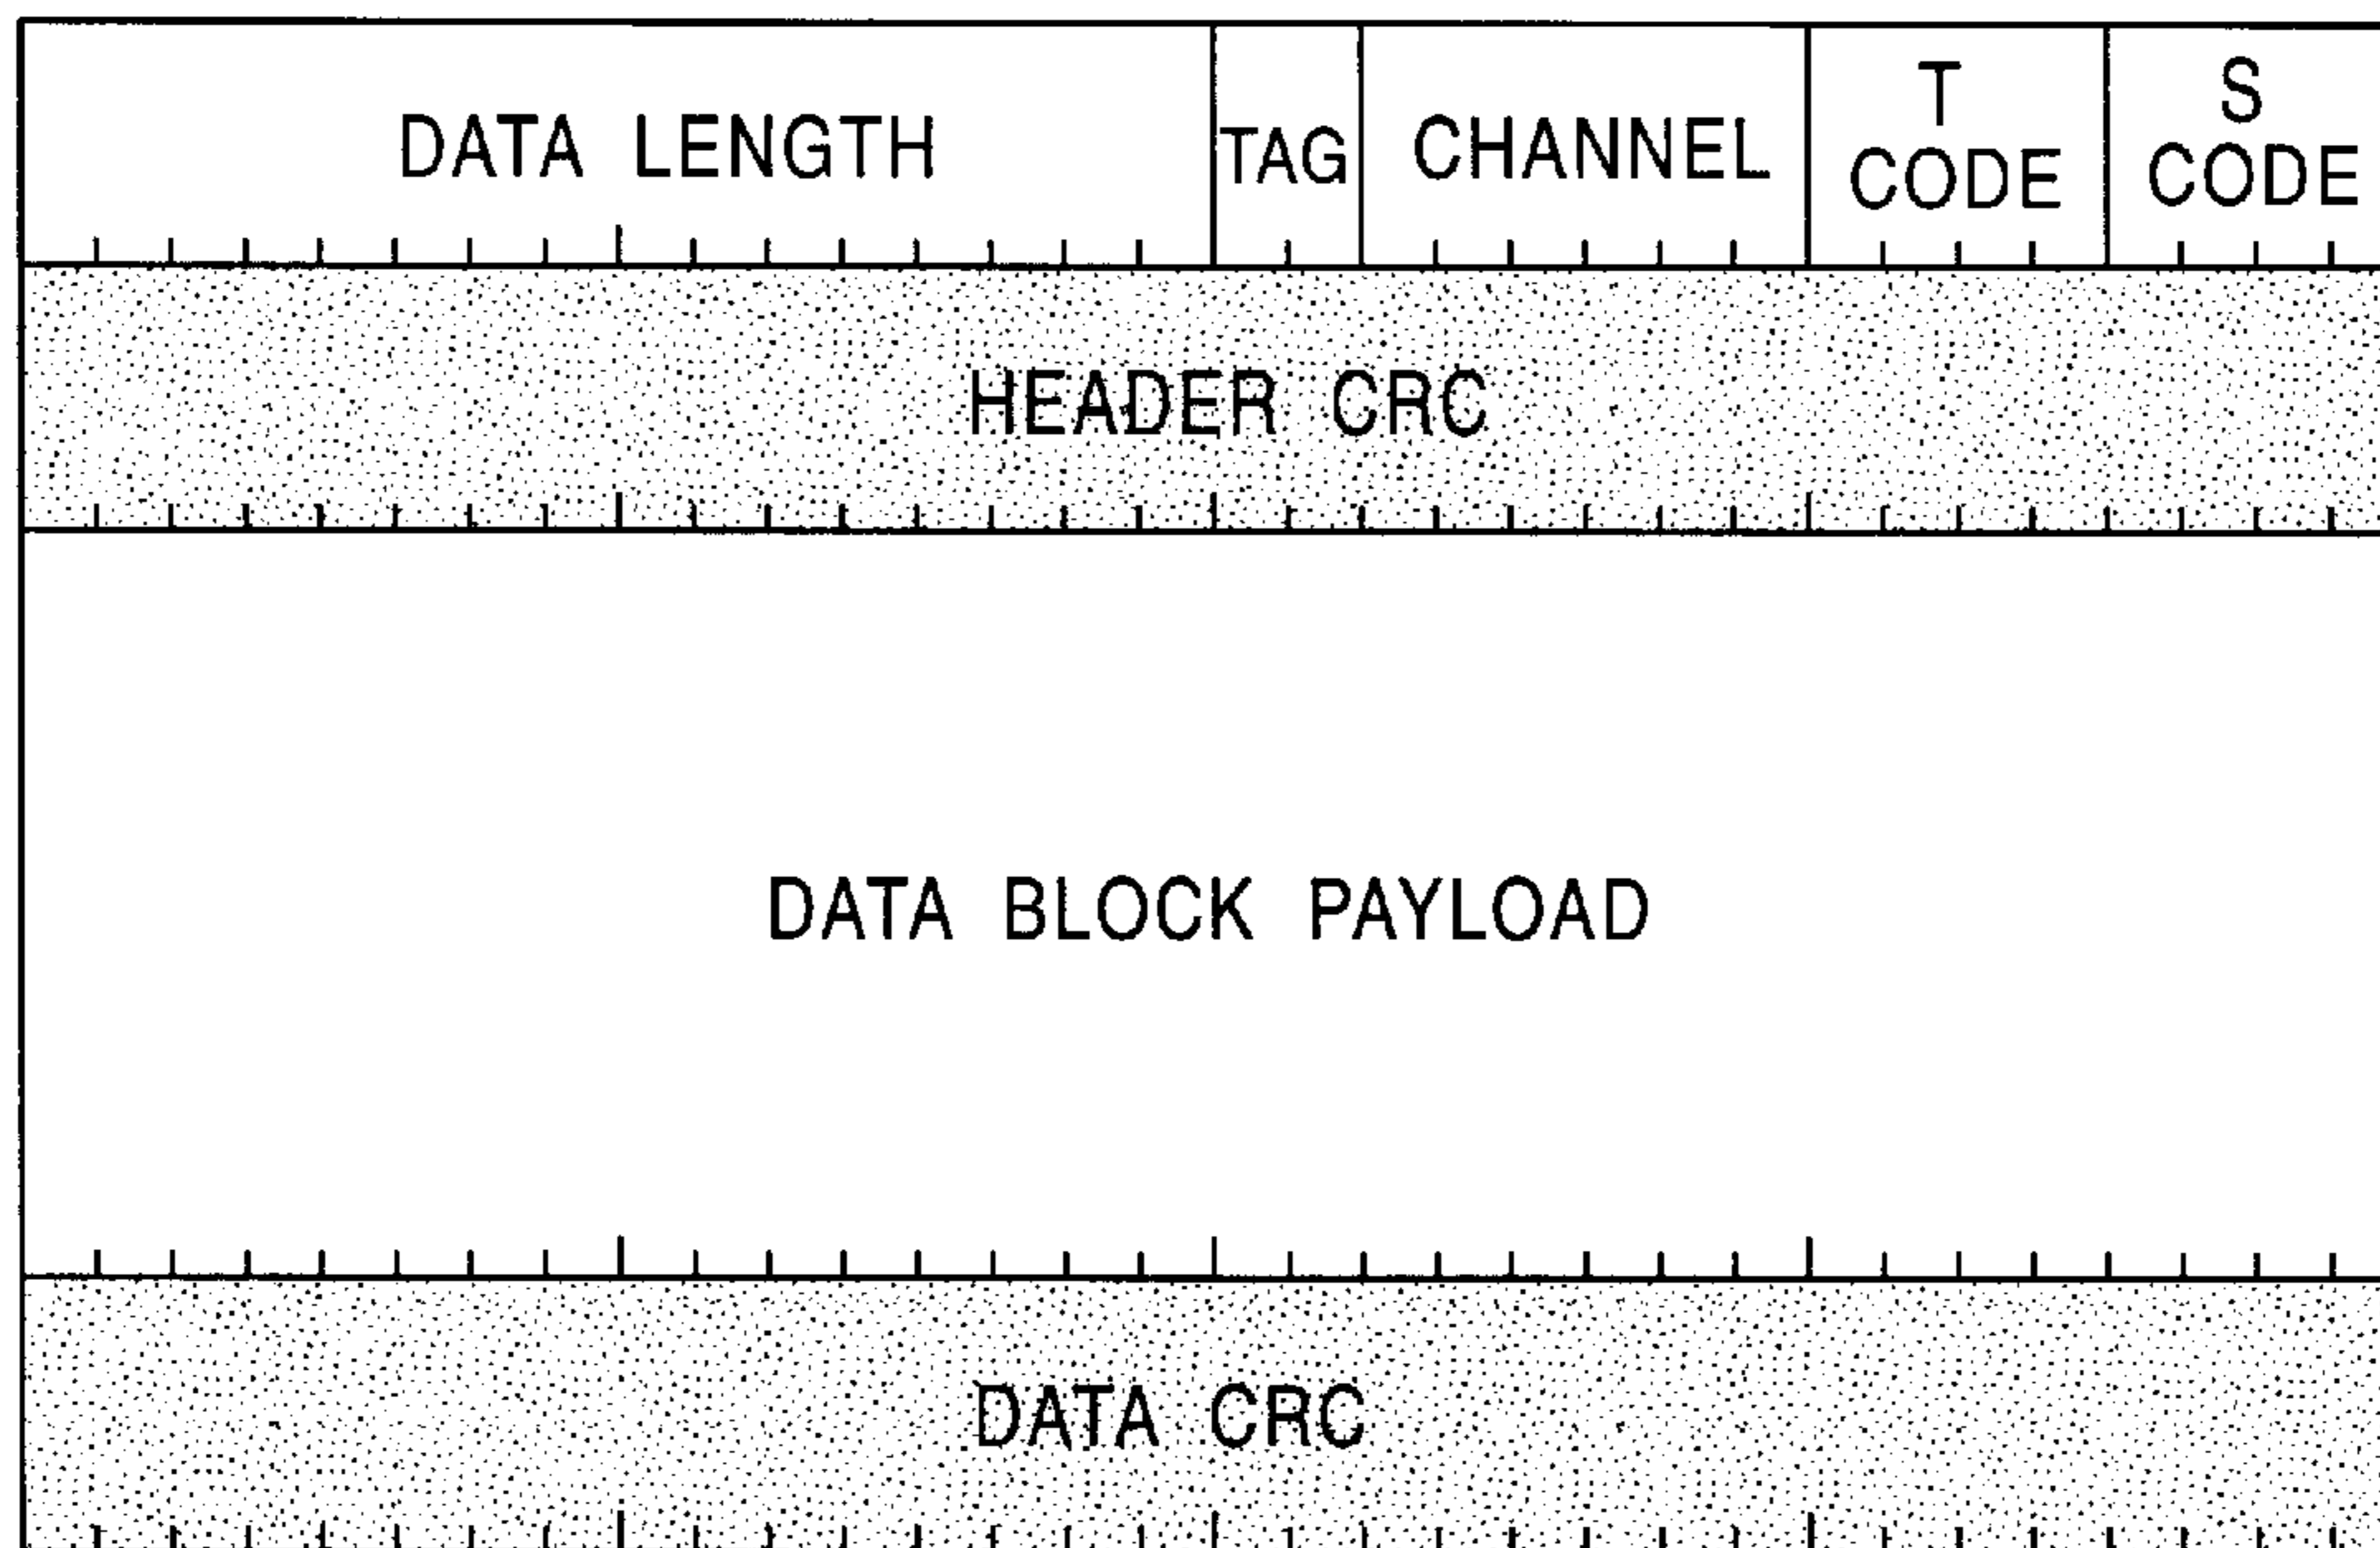 DATA LENGTH
TAG
CHANNEL
T
CODE
S
CODE
HEADER CRC
DATA BLOCK PAYLOAD
DATA CRC